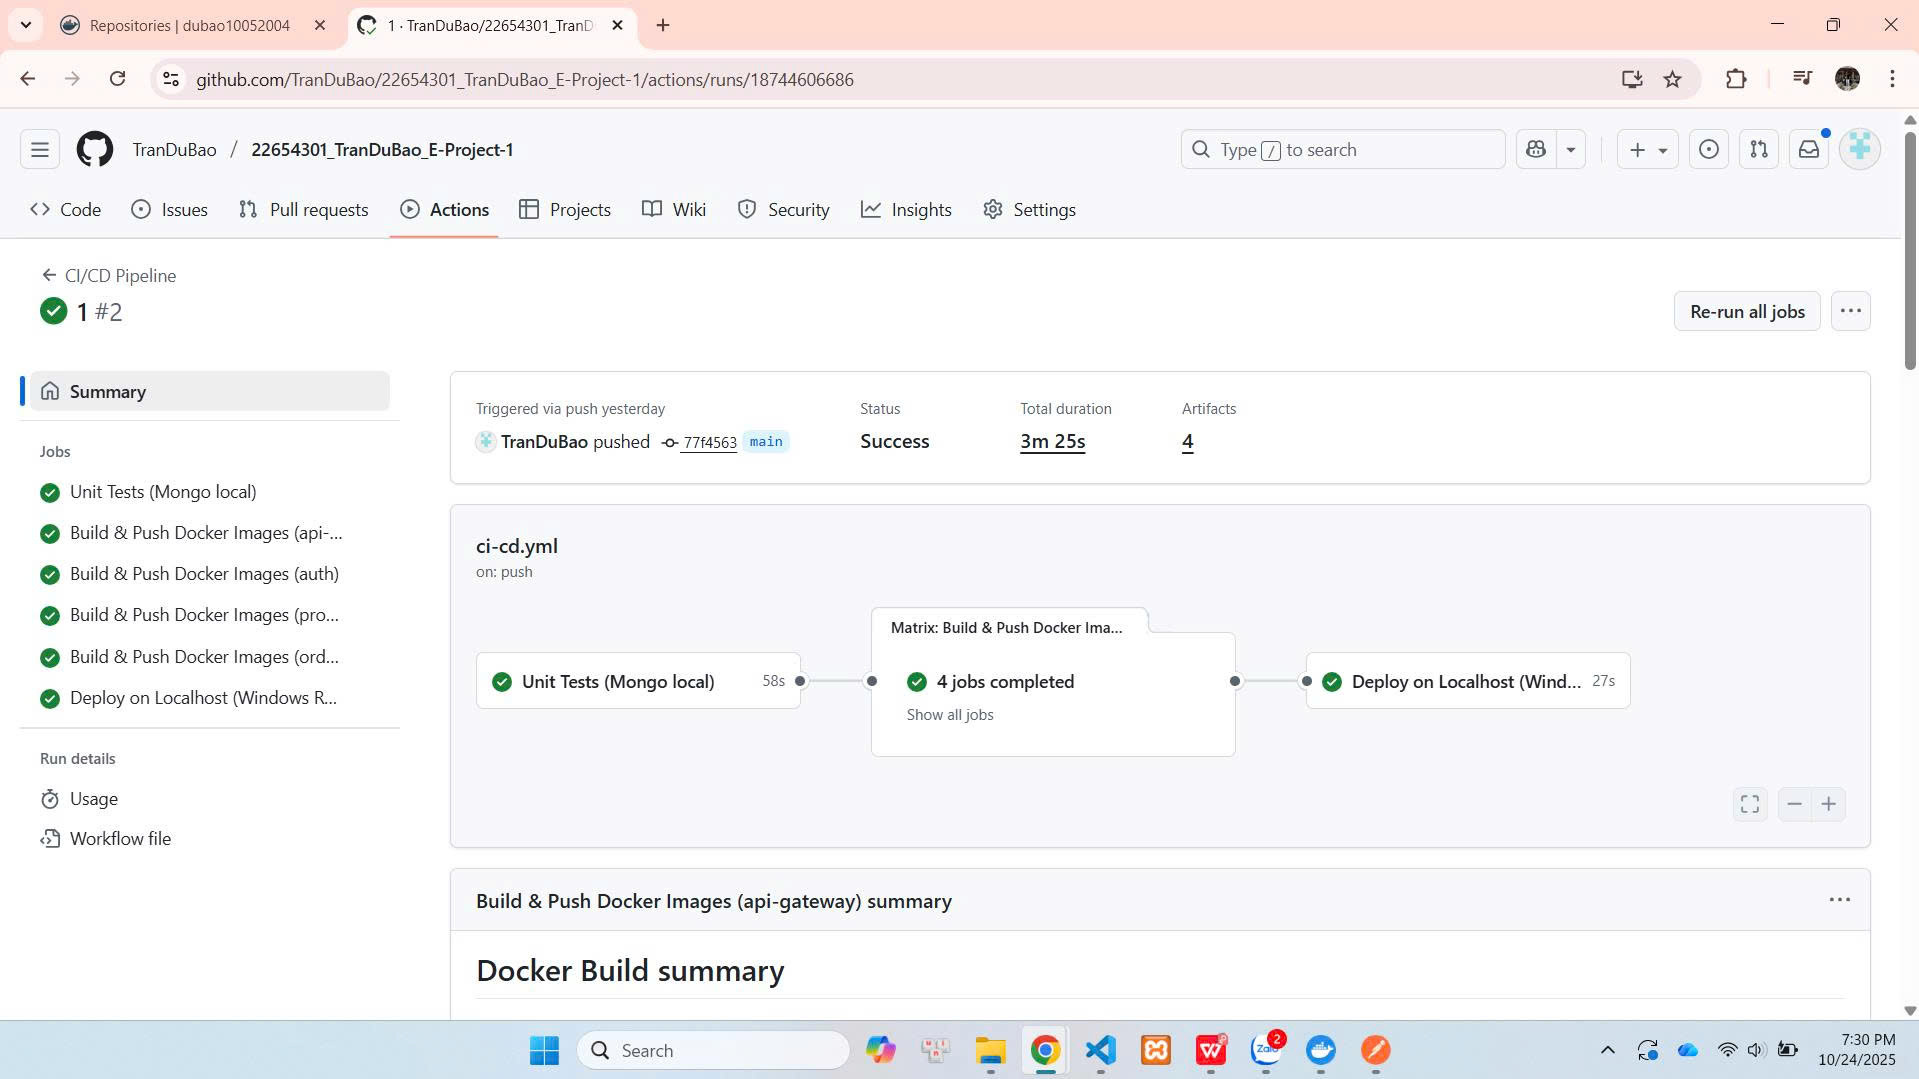 Repositories | dubao10052004
1 · TranDuBao/22654301_TranD
github.com/TranDuBao/22654301_TranDuBao_E-Project-1/actions/runs/18744606686
TranDuBao / 22654301_TranDuBao_E-Project-1
Type / to search
Code
Issues
Pull requests
Actions
Projects
Wiki
Security
Insights
Settings
CI/CD Pipeline
1 #2
Re-run all jobs
Summary
Jobs
Unit Tests (Mongo local)
Build & Push Docker Images (api-...
Build & Push Docker Images (auth)
Build & Push Docker Images (pro...
Build & Push Docker Images (ord...
Deploy on Localhost (Windows R...
Run details
Usage
Workflow file
Triggered via push yesterday
TranDuBao pushed 77f4563 main
Status
Success
Total duration
3m 25s
Artifacts
4
ci-cd.yml
on: push
Unit Tests (Mongo local) 58s
Matrix: Build & Push Docker Ima...
4 jobs completed
Show all jobs
Deploy on Localhost (Wind... 27s
Build & Push Docker Images (api-gateway) summary
Docker Build summary
Search
Zalo
2
7:30 PM
10/24/2025